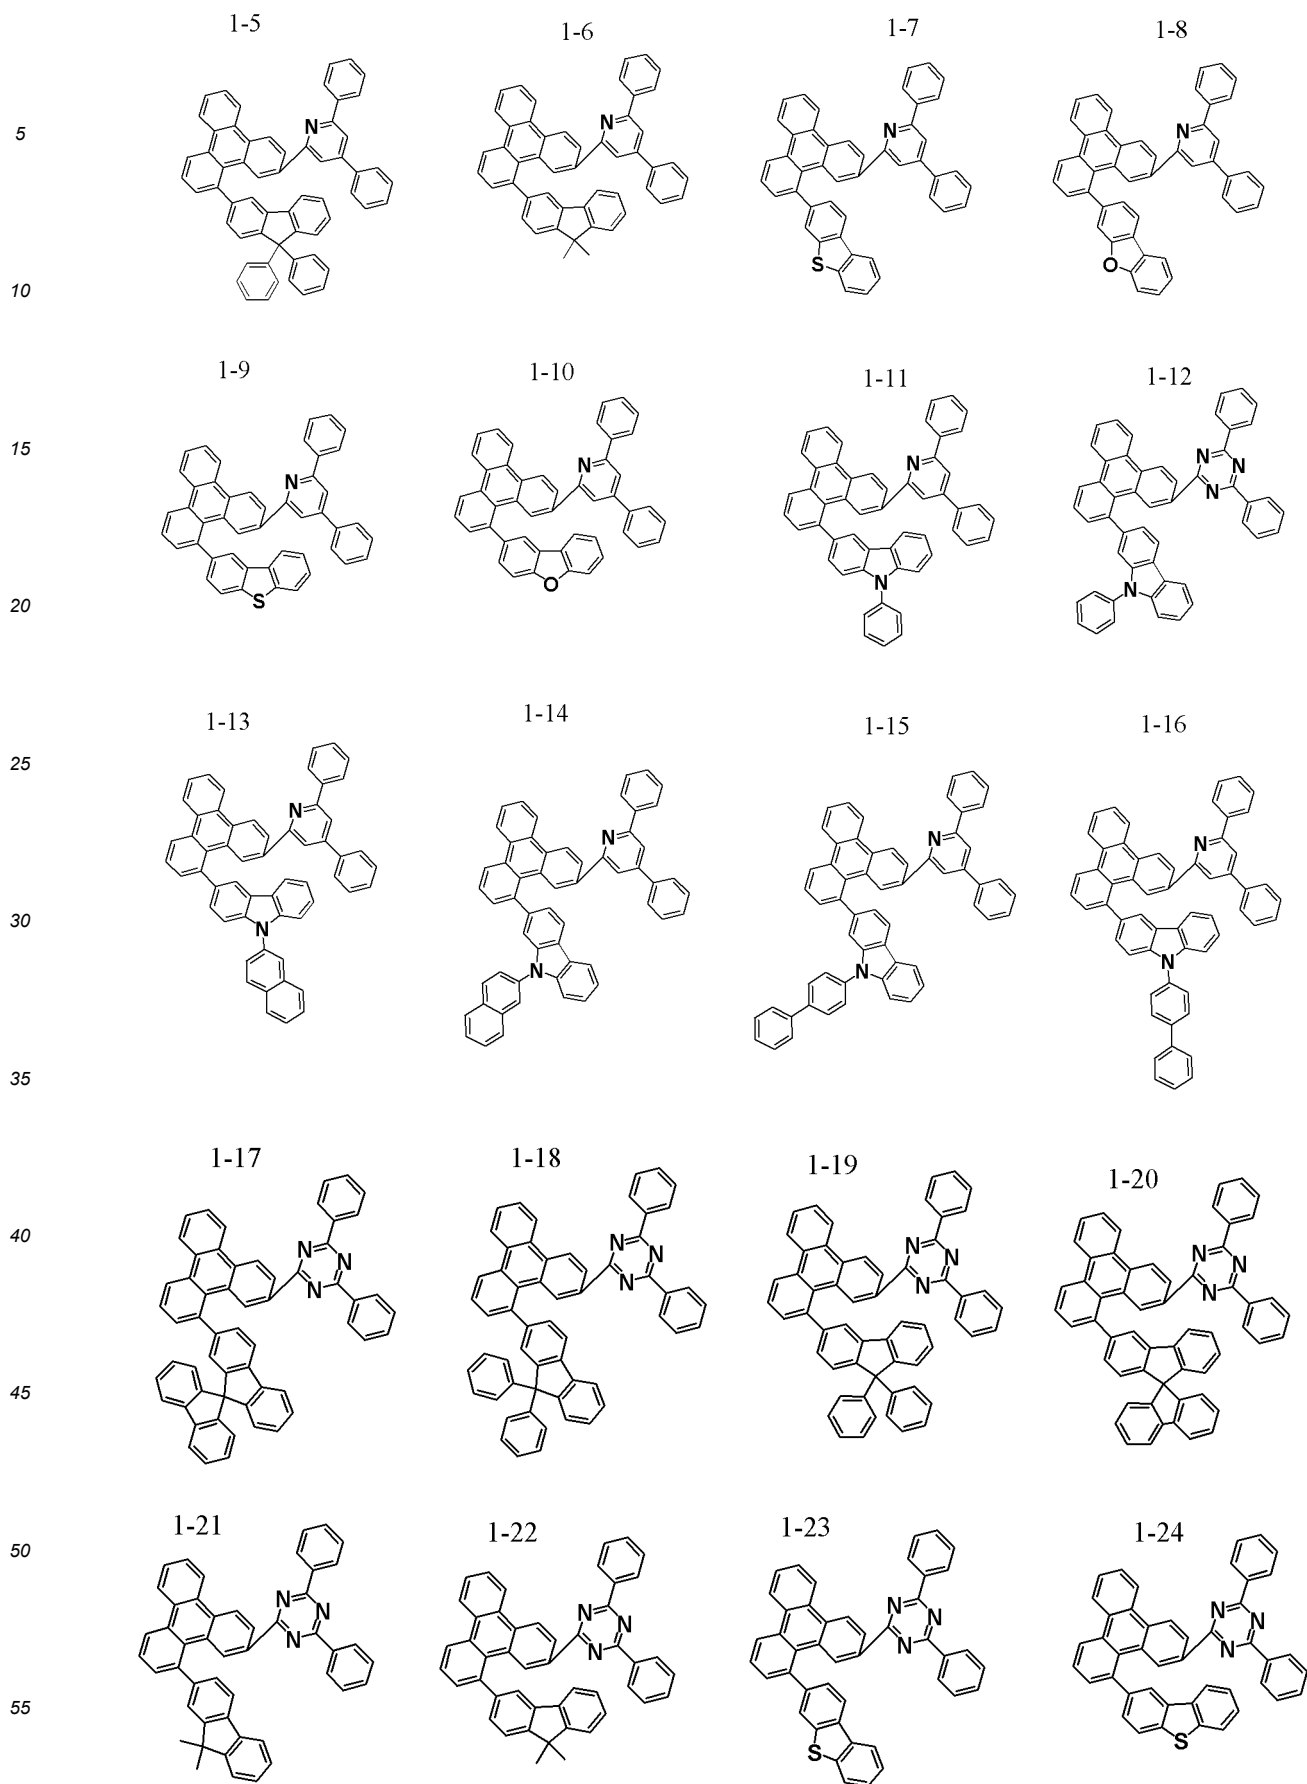 1-5 1-6 1-7 1-8
N N N N
5
S O
10
1-9 1-10 1-11 1-12
N N N N N N
15
S O N N
20
1-13 1-14 1-15 1-16
25
N N N N
30
N N N N
35
1-17 1-18 1-19 1-20
40
N N N N N N N N N N N N
45
1-21 1-22 1-23 1-24
50
N N N N N N N N N N N N
55
S S